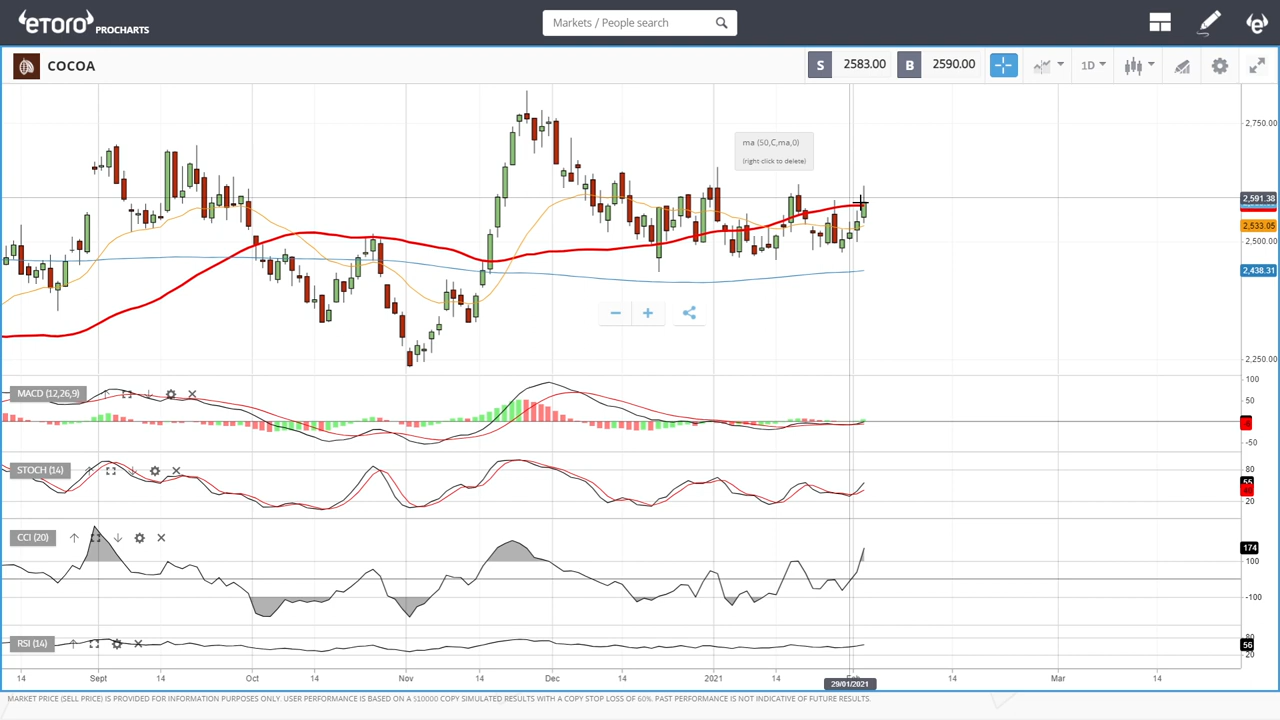 eTORO PROCHARTS
Markets / People search
COCOA
S 2583.00 B 2590.00
1D
ma (50,C,ma,0)
(right click to delete)
2,750.00
2,591.38
2,533.05
2,500.00
2,438.31
2,250.00
MACD (12,26,9)
100
50
-50
STOCH (14)
80
55
20
CCI (20)
174
100
-100
RSI (14)
80
56
20
14 Sept 14 Oct 14 Nov 14 Dec 14 2021 14 Feb 14 Mar 14
29/01/2021
MARKET PRICE (SELL PRICE) IS PROVIDED FOR INFORMATION PURPOSES ONLY. USER PERFORMANCE IS BASED ON A $10000 COPY SIMULATED RESULTS WITH A COPY STOP LOSS OF 60%. PAST PERFORMANCE IS NOT INDICATIVE OF FUTURE RESULTS.